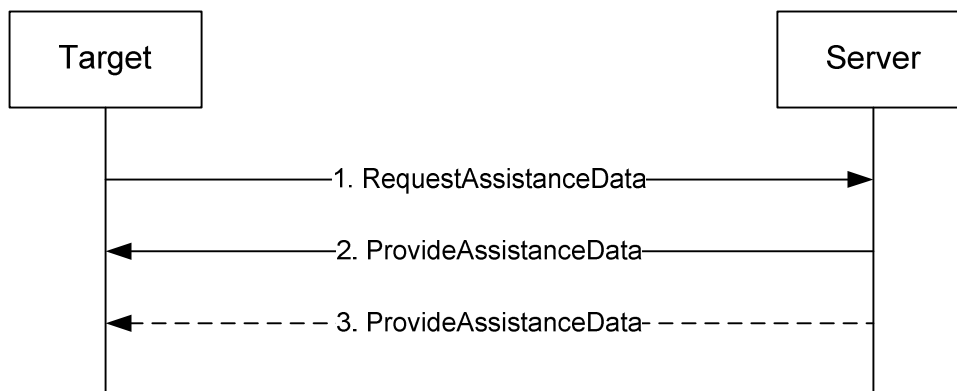 Target
Server
1. RequestAssistanceData
2. ProvideAssistanceData
3. ProvideAssistanceData